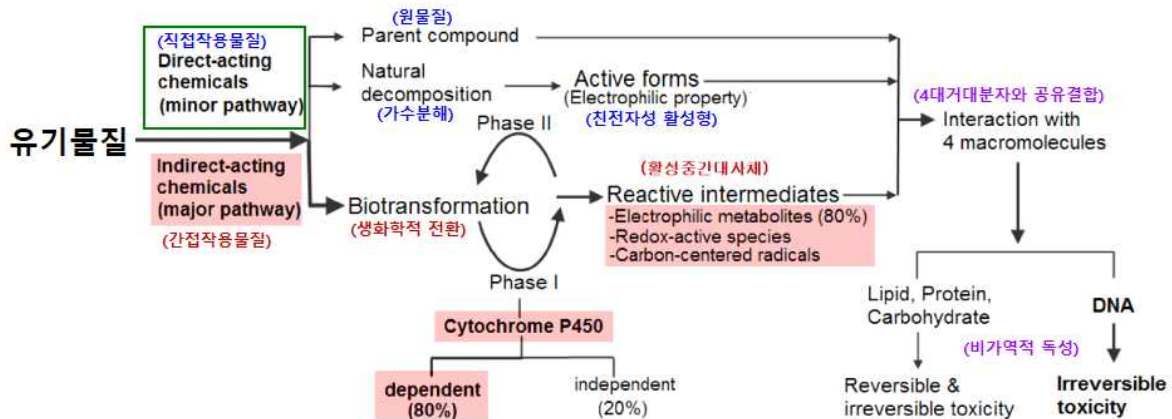 (원물질)
Parent compound
(직접작용물질)
Direct-acting
chemicals
(minor pathway)
Natural
decomposition
(가수분해)
Active forms
(Electrophilic property)
(친전자성 활성형)
(4대거대분자와 공유결합)
Interaction with
4 macromolecules
유기물질
Phase II
Indirect-acting
chemicals
(major pathway)
(간접작용물질)
Biotransformation
(생화학적 전환)
(활성중간대사체)
Reactive intermediates
-Electrophilic metabolites (80%)
-Redox-active species
-Carbon-centered radicals
Phase I
Cytochrome P450
dependent
(80%)
independent
(20%)
Lipid, Protein,
Carbohydrate
DNA
(비가역적 독성)
Reversible &
irreversible toxicity
Irreversible
toxicity